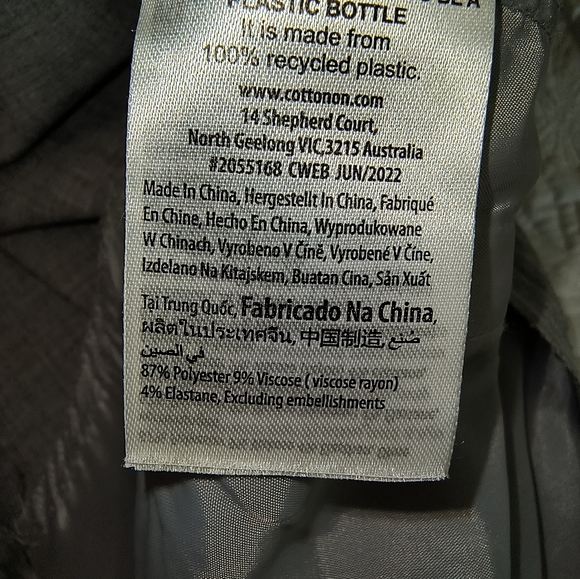 PLASTIC BOTTLE
It is made from
100% recycled plastic.
www.cottonon.com
14 Shepherd Court,
North Geelong VIC,3215 Australia
#2055168 CWEB JUN/2022
Made In China, Hergestellt In China, Fabriqué
En Chine, Hecho En China, Wyprodukowane
W Chinach, Vyrobeno V Číně, Vyrobené V Číne,
Izdelano Na Kitajskem, Buatan Cina, Sản Xuất
Tại Trung Quốc, Fabricado Na China,
ผลิตในประเทศจีน, 中国制造, صُنع
في الصين
87% Polyester 9% Viscose ( viscose rayon)
4% Elastane, Excluding embellishments